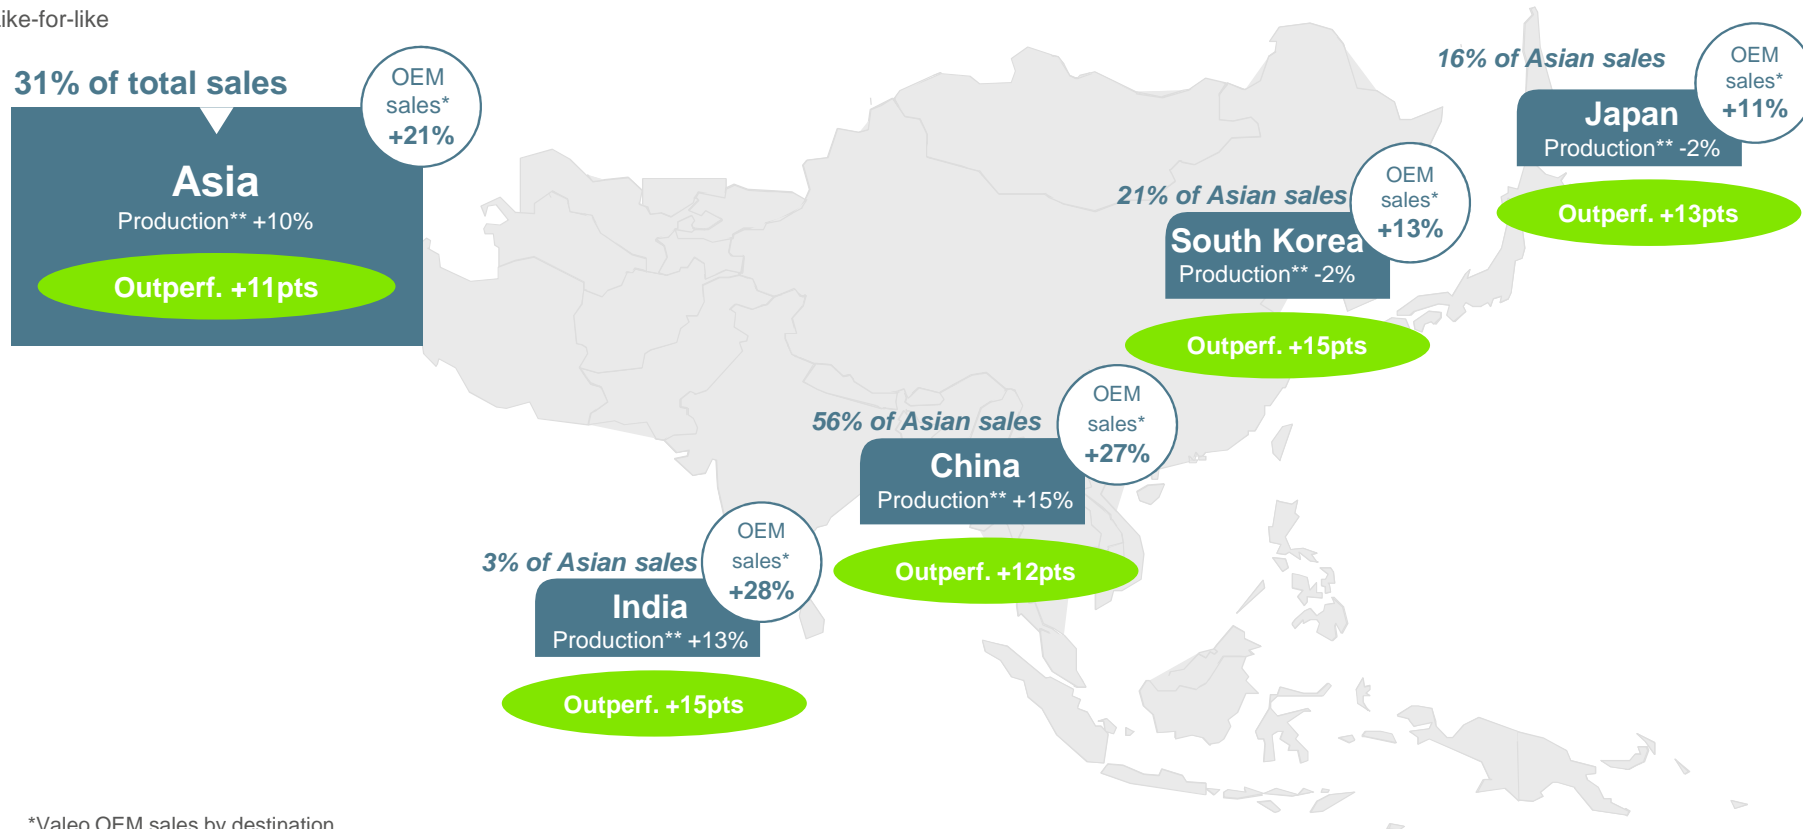 ike-for-like
31% of total sales
OEM
sales*
+21%
Asia
Production** +10%
Outperf. +11pts
16% of Asian sales
OEM
sales*
+11%
Japan
Production** -2%
Outperf. +13pts
21% of Asian sales
OEM
sales*
+13%
South Korea
Production** -2%
Outperf. +15pts
56% of Asian sales
OEM
sales*
+27%
China
Production** +15%
Outperf. +12pts
3% of Asian sales
OEM
sales*
+28%
India
Production** +13%
Outperf. +15pts
*Valeo OEM sales by destination